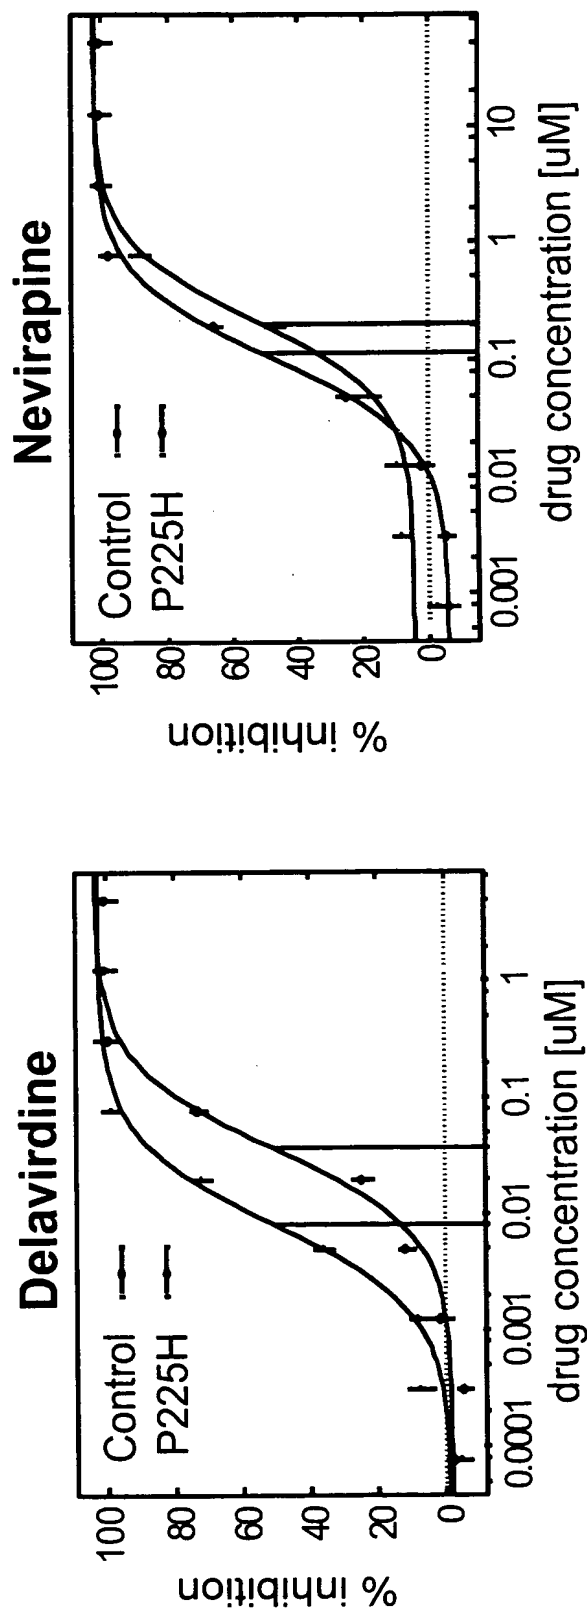 Delavirdine
Control
P225H
% inhibition
100
80
60
40
20
0
0.0001
0.001
0.01
0.1
1
drug concentration [uM]
Nevirapine
Control
P225H
% inhibition
100
80
60
40
20
0
0.001
0.01
0.1
1
10
drug concentration [uM]